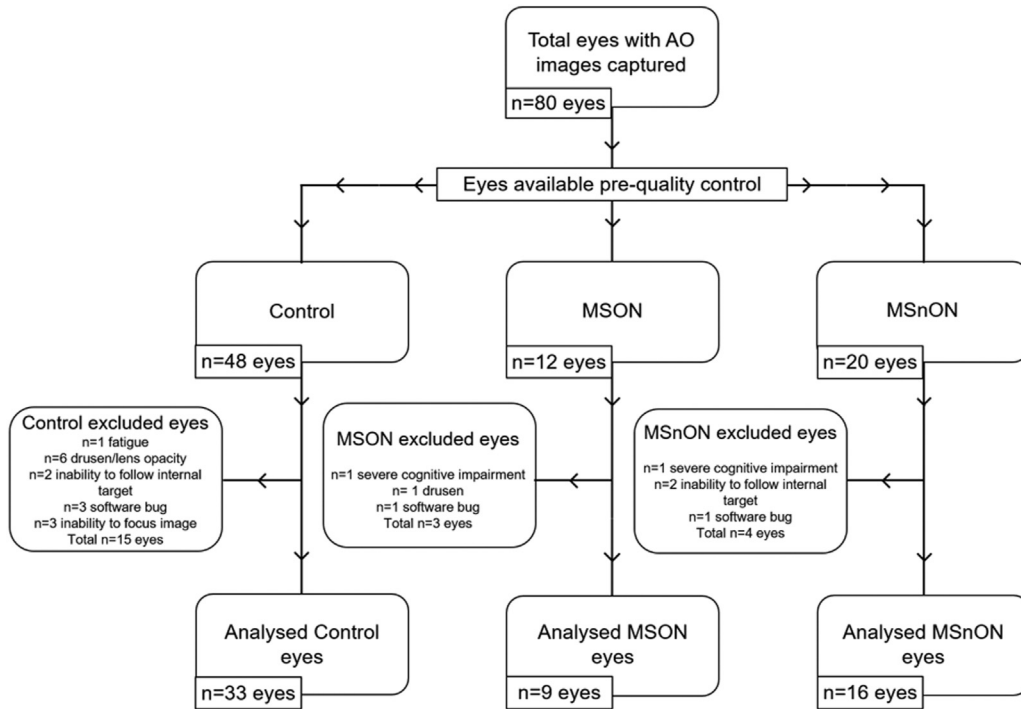 Total eyes with AO
images captured
n=80 eyes
Eyes available pre-quality control
Control
n=48 eyes
MSON
n=12 eyes
MSnON
n=20 eyes
Control excluded eyes
n=1 fatigue
n=6 drusen/lens opacity
n=2 inability to follow internal
target
n=3 software bug
n=3 inability to focus image
Total n=15 eyes
MSON excluded eyes
n=1 severe cognitive impairment
n= 1 drusen
n=1 software bug
Total n=3 eyes
MSnON excluded eyes
n=1 severe cognitive impairment
n=2 inability to follow internal
target
n=1 software bug
Total n=4 eyes
Analysed Control
eyes
n=33 eyes
Analysed MSON
eyes
n=9 eyes
Analysed MSnON
eyes
n=16 eyes